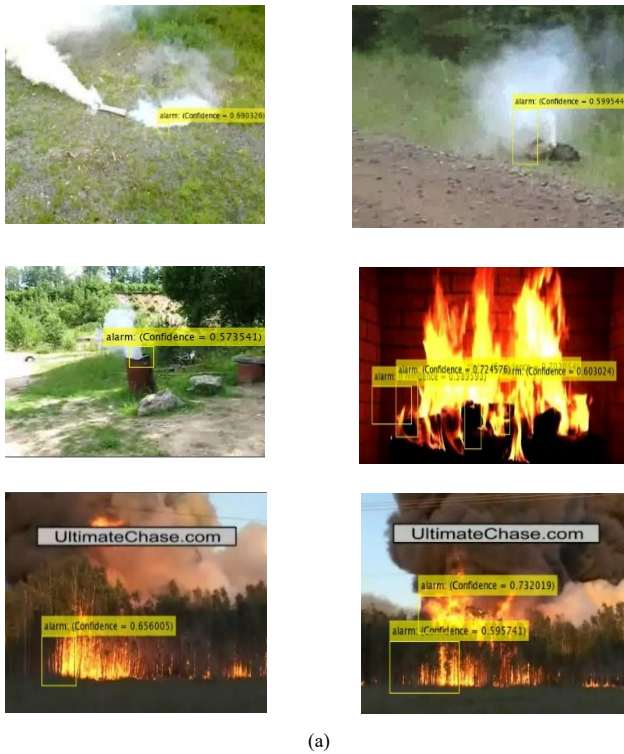 alarm: (Confidence = 0.690326)
alarm: (Confidence = 0.599544
alarm: (Confidence = 0.573541)
alarm: (Confidence = 0.724576)
(Confidence = 0.603024)
UltimateChase.com
alarm: (Confidence = 0.656005)
UltimateChase.com
alarm: (Confidence = 0.732019)
alarm: (Confidence = 0.595741)
(a)